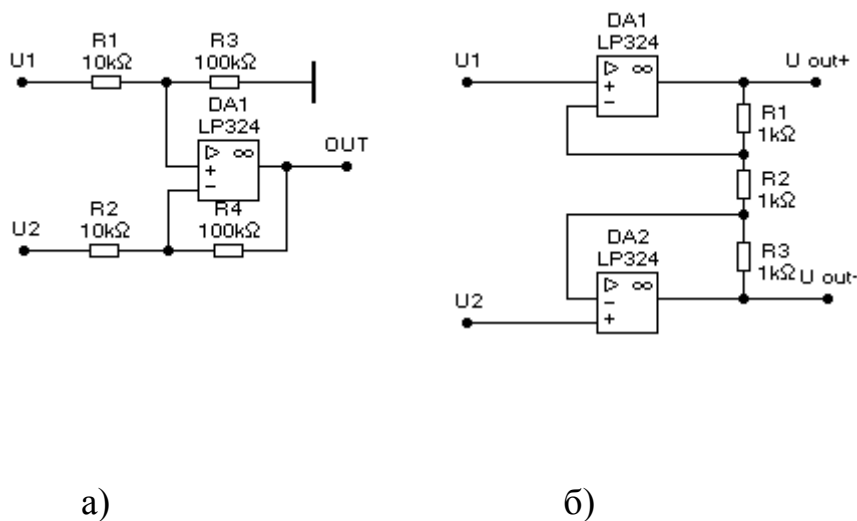 R1
10kΩ
R3
100kΩ
U1
DA1
LP324
▷ ∞
+
−
OUT
R2
10kΩ
R4
100kΩ
U2
DA1
LP324
U1
▷ ∞
+
−
U out+
R1
1kΩ
R2
1kΩ
DA2
LP324
R3
1kΩ
U out-
▷ ∞
−
+
U2
а)
б)